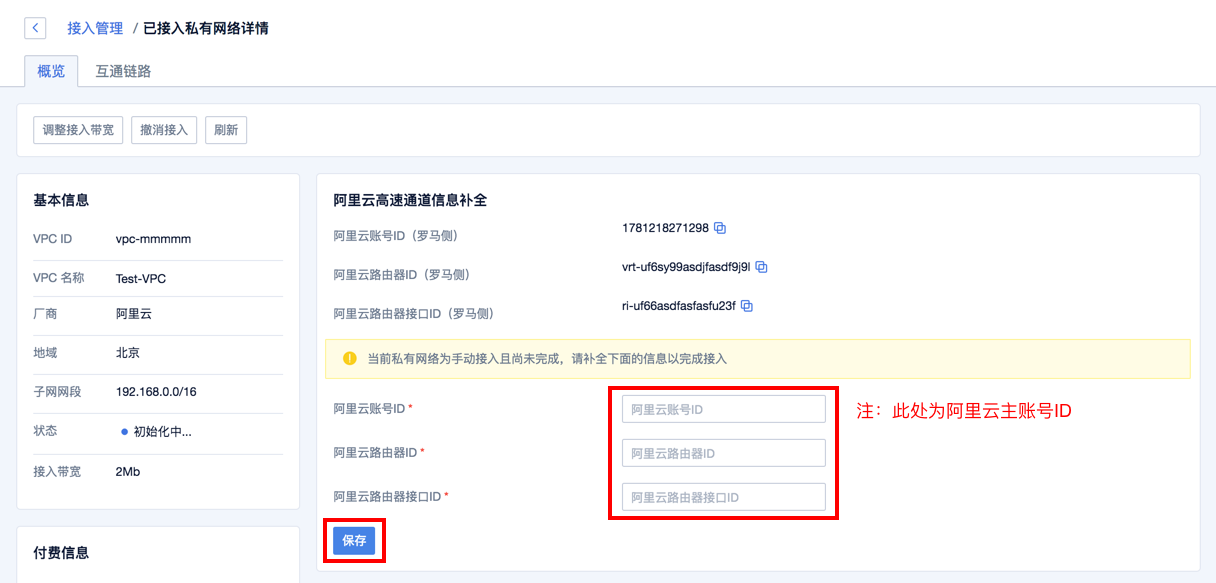 接入管理 / 已接入私有网络详情
概览 互通链路
调整接入带宽 撤消接入 刷新
基本信息
VPC ID vpc-mmmmm
VPC 名称 Test-VPC
厂商 阿里云
地域 北京
子网网段 192.168.0.0/16
状态 初始化中...
接入带宽 2Mb
付费信息
阿里云高速通道信息补全
阿里云账号ID（罗马侧） 1781218271298
阿里云路由器ID（罗马侧） vrt-uf6sy99asdjfasdf9j9l
阿里云路由器接口ID（罗马侧） ri-uf66asdfasfasfu23f
当前私有网络为手动接入且尚未完成，请补全下面的信息以完成接入
阿里云账号ID * 阿里云账号ID 注：此处为阿里云主账号ID
阿里云路由器ID * 阿里云路由器ID
阿里云路由器接口ID * 阿里云路由器接口ID
保存